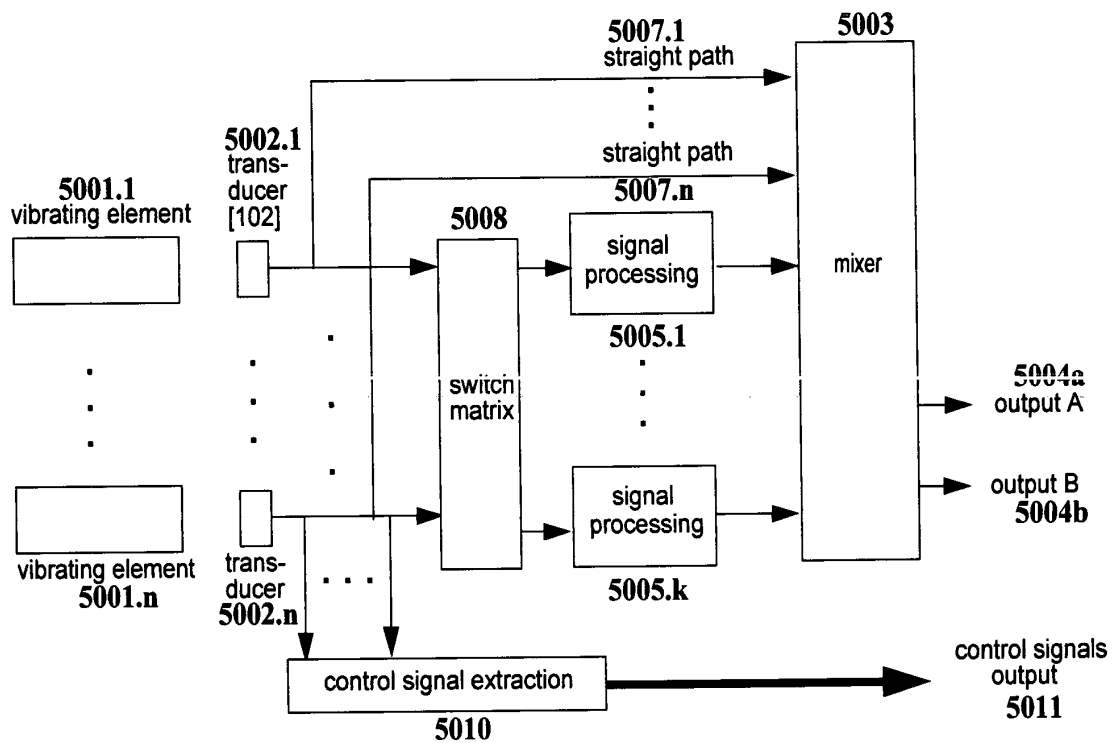 5007.1
straight path
5003
5002.1
trans-
ducer
[102]
straight path
5007.n
5001.1
vibrating element
5008
signal
processing
5005.1
mixer
switch
matrix
5004a
output A
signal
processing
5005.k
output B
5004b
vibrating element
5001.n
trans-
ducer
5002.n
control signal extraction
5010
control signals
output
5011